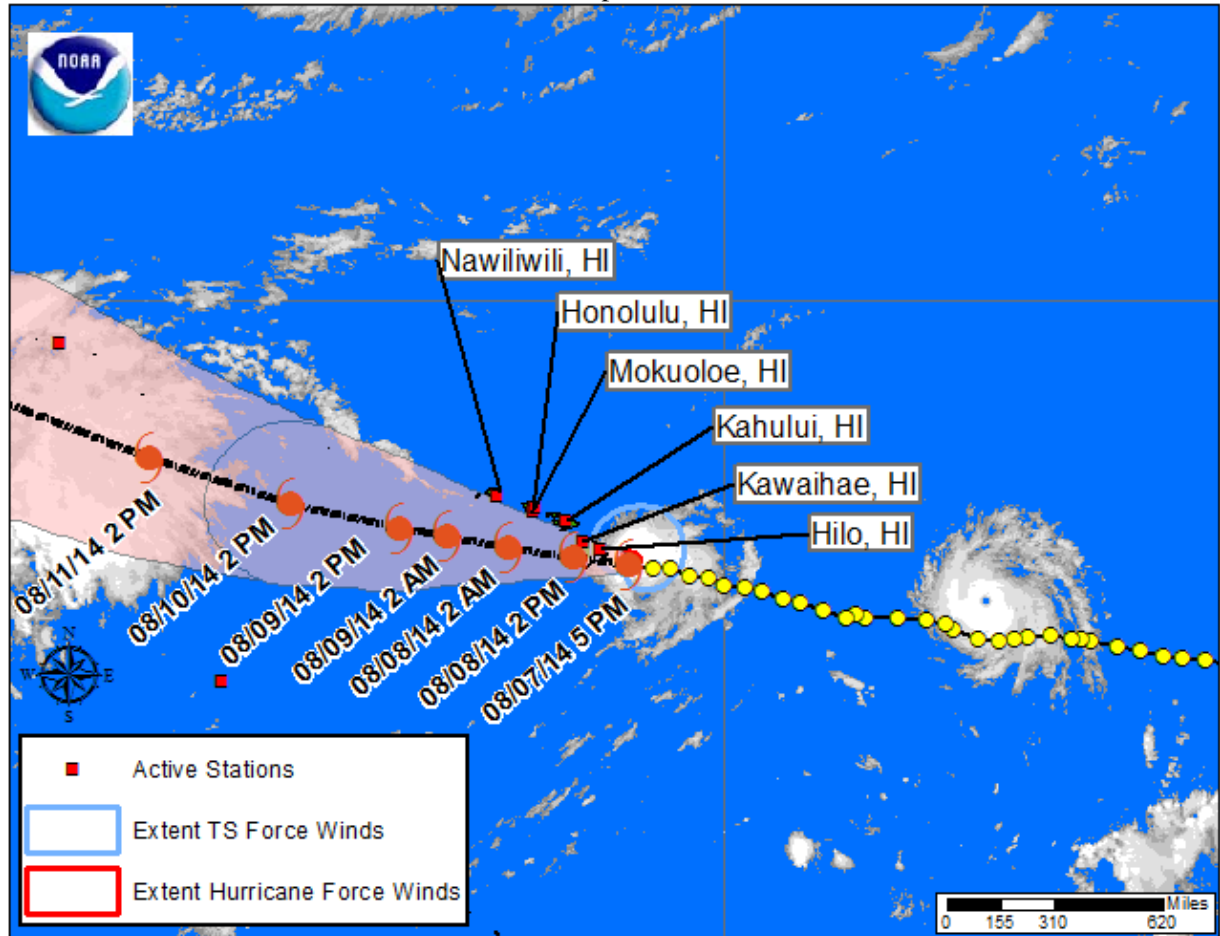 NOAA
Nawiliwili, HI
Honolulu, HI
Mokuoloe, HI
Kahului, HI
Kawaihae, HI
Hilo, HI
08/11/14 2 PM
08/10/14 2 PM
08/09/14 2 PM
08/09/14 2 AM
08/08/14 2 AM
08/08/14 2 PM
08/07/14 5 PM
N
W E
S
Active Stations
Extent TS Force Winds
Extent Hurricane Force Winds
Miles
0 155 310 620